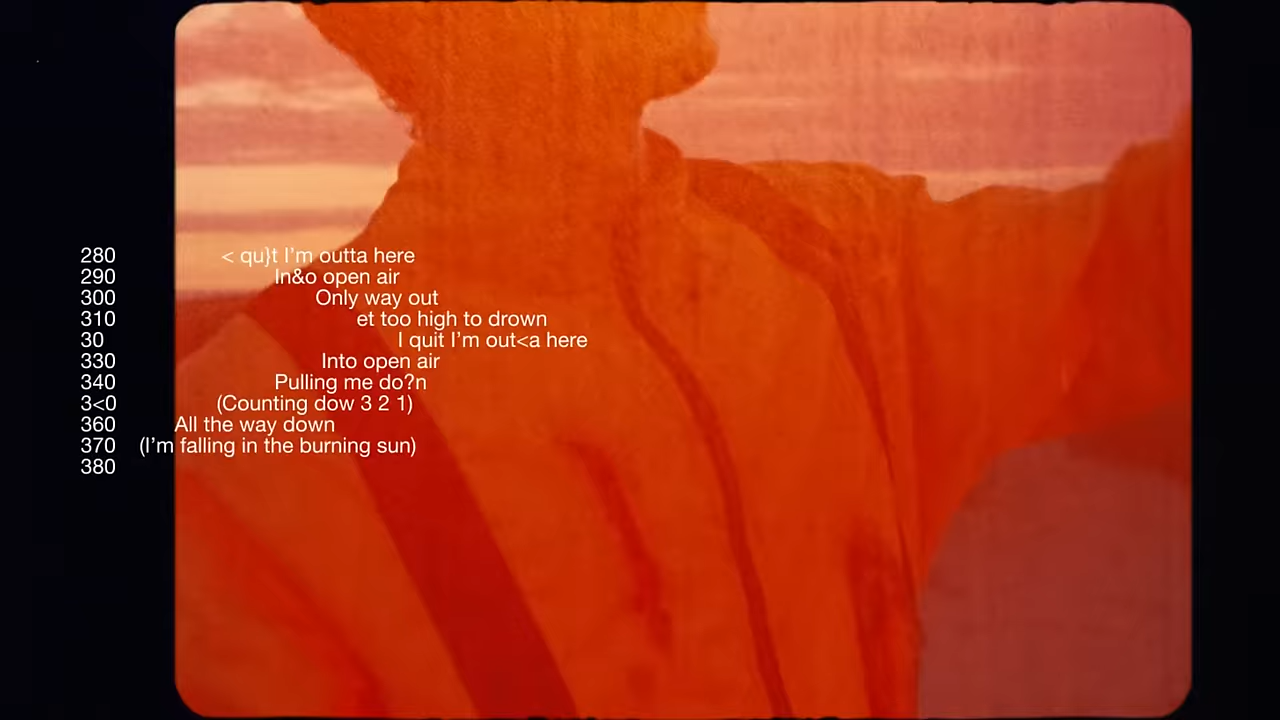 280 < qu}t I’m outta here
290 In&o open air
300 Only way out
310 et too high to drown
30 I quit I’m out<a here
330 Into open air
340 Pulling me do?n
3<0 (Counting dow 3 2 1)
360 All the way down
370 (I’m falling in the burning sun)
380